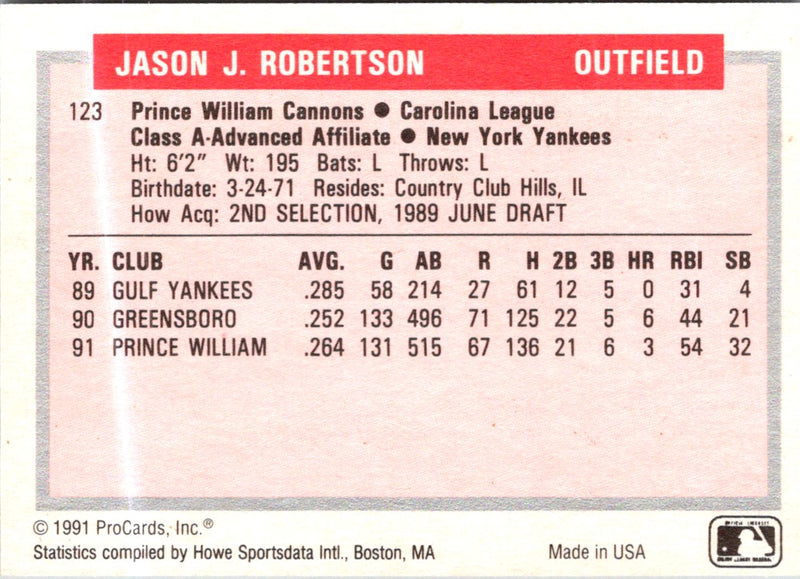 JASON J. ROBERTSON OUTFIELD
123 Prince William Cannons ● Carolina League
Class A-Advanced Affiliate ● New York Yankees
Ht: 6'2" Wt: 195 Bats: L Throws: L
Birthdate: 3-24-71 Resides: Country Club Hills, IL
How Acq: 2ND SELECTION, 1989 JUNE DRAFT
YR. CLUB AVG. G AB R H 2B 3B HR RBI SB
89 GULF YANKEES .285 58 214 27 61 12 5 0 31 4
90 GREENSBORO .252 133 496 71 125 22 5 6 44 21
91 PRINCE WILLIAM .264 131 515 67 136 21 6 3 54 32
© 1991 ProCards, Inc.®
Statistics compiled by Howe Sportsdata Intl., Boston, MA Made in USA